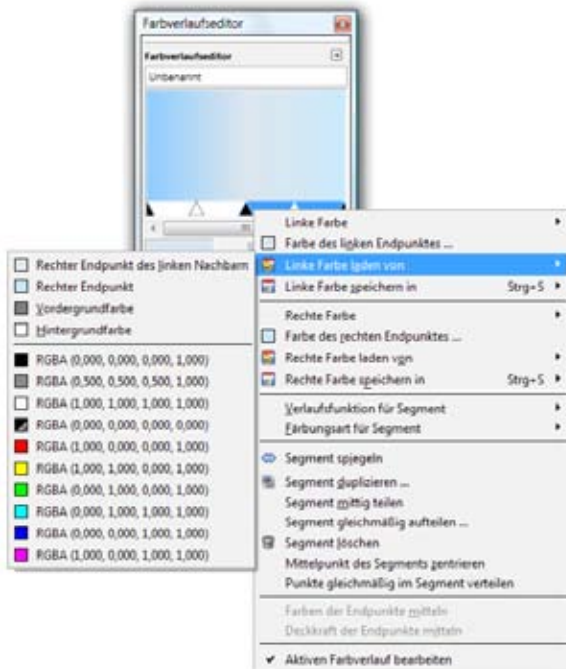 Farbverlaufseditor
Farbverlaufseditor
Unbenannt
Linke Farbe
Farbe des linken Endpunktes ...
Linke Farbe laden von
Linke Farbe speichern in Strg+S
Rechte Farbe
Farbe des rechten Endpunktes ...
Rechte Farbe laden von
Rechte Farbe speichern in Strg+S
Verlaufsfunktion für Segment
Färbungsart für Segment
Segment spiegeln
Segment duplizieren ...
Segment mittig teilen
Segment gleichmäßig aufteilen ...
Segment löschen
Mittelpunkt des Segments zentrieren
Punkte gleichmäßig im Segment verteilen
Farben der Endpunkte mitteln
Deckkraft der Endpunkte mitteln
Aktiven Farbverlauf bearbeiten
Rechter Endpunkt des linken Nachbarn
Rechter Endpunkt
Vordergrundfarbe
Hintergrundfarbe
RGBA (0,000, 0,000, 0,000, 1,000)
RGBA (0,500, 0,500, 0,500, 1,000)
RGBA (1,000, 1,000, 1,000, 1,000)
RGBA (0,000, 0,000, 0,000, 0,000)
RGBA (1,000, 0,000, 0,000, 1,000)
RGBA (1,000, 1,000, 0,000, 1,000)
RGBA (0,000, 1,000, 0,000, 1,000)
RGBA (0,000, 1,000, 1,000, 1,000)
RGBA (0,000, 0,000, 1,000, 1,000)
RGBA (1,000, 0,000, 1,000, 1,000)